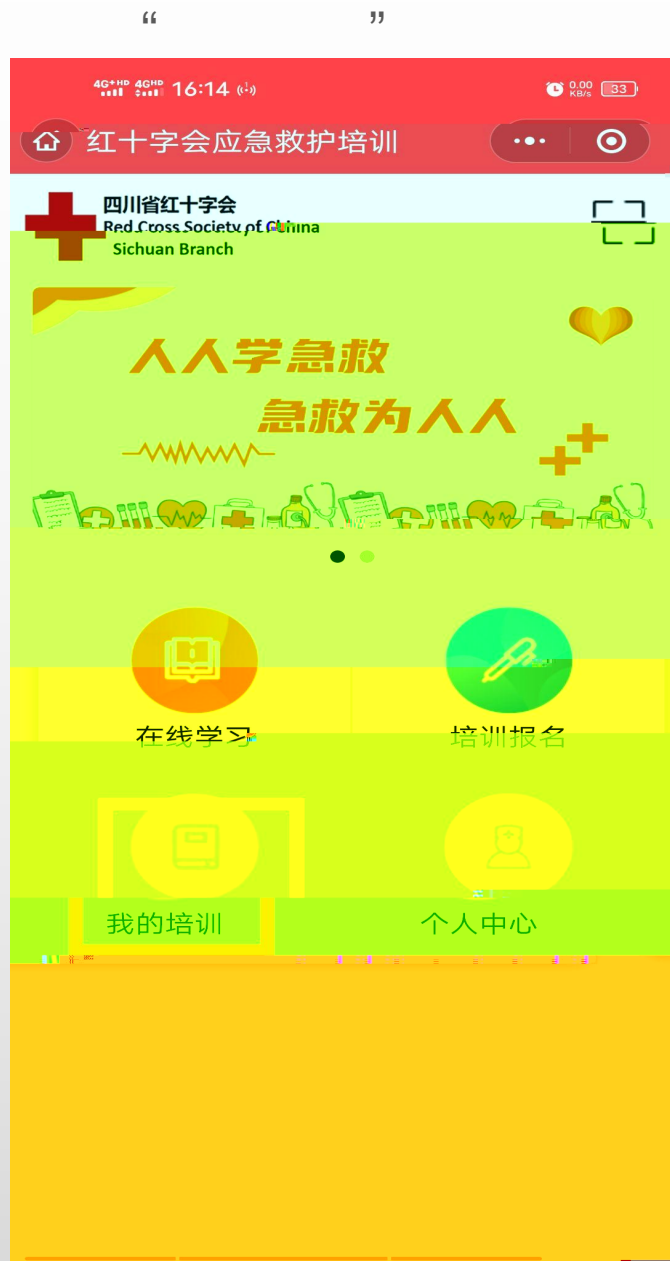 “ ”
4G+HD 4GHD 16:14 0.00 KB/s 33
红十字会应急救护培训
四川省红十字会
Red Cross Society of China
Sichuan Branch
人人学急救
急救为人人
在线学习 培训报名
我的培训 个人中心